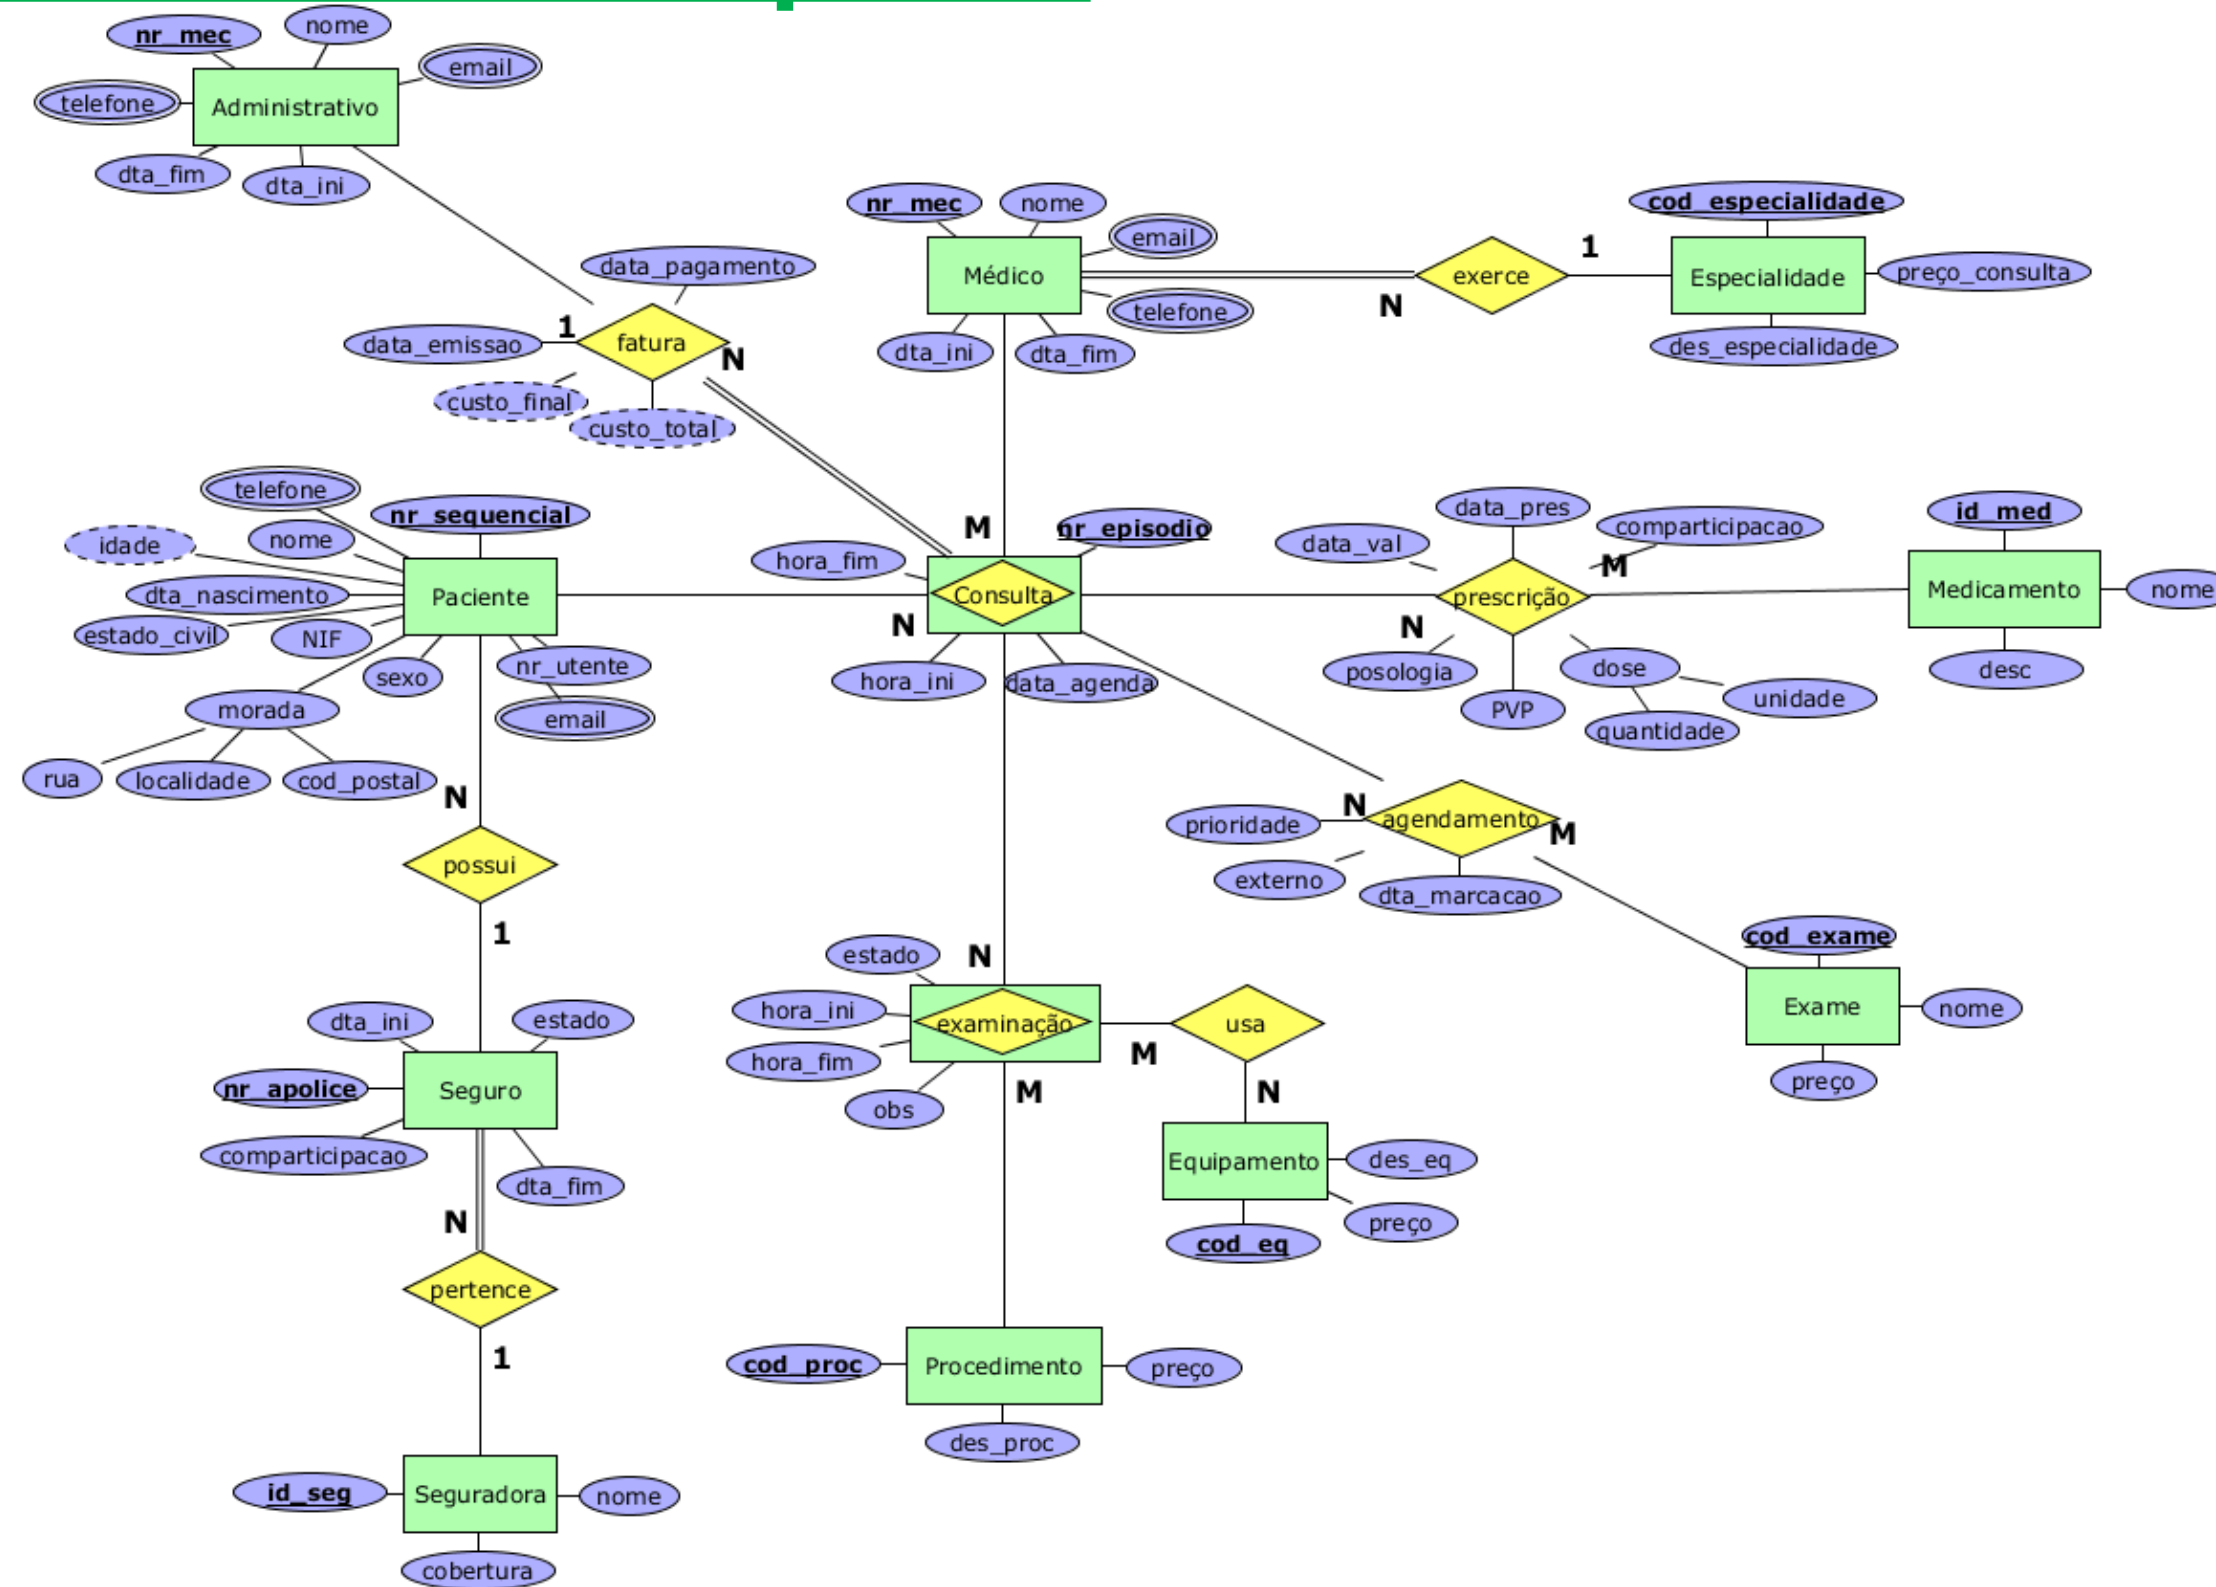 nr_mec
nome
email
telefone
Administrativo
dta_fim
dta_ini
data_pagamento
data_emissao
1
fatura
N
custo_final
custo_total
nr_mec
nome
email
Médico
telefone
dta_ini
dta_fim
exerce
N
1
cod_especialidade
Especialidade
preço_consulta
des_especialidade
telefone
nr_sequencial
idade
nome
dta_nascimento
Paciente
estado_civil
NIF
sexo
nr_utente
email
morada
rua
localidade
cod_postal
M
nr_episodio
hora_fim
Consulta
N
hora_ini
data_agenda
data_pres
comparticipacao
data_val
M
prescrição
N
posologia
PVP
dose
unidade
quantidade
id_med
Medicamento
nome
desc
N
possui
1
prioridade
N
agendamento
M
externo
dta_marcacao
cod_exame
Exame
nome
preço
estado
N
hora_ini
examinação
hora_fim
obs
M
usa
M
N
Equipamento
des_eq
preço
cod_eq
dta_ini
estado
nr_apolice
Seguro
comparticipacao
dta_fim
N
pertence
1
cod_proc
Procedimento
preço
des_proc
id_seg
Seguradora
nome
cobertura